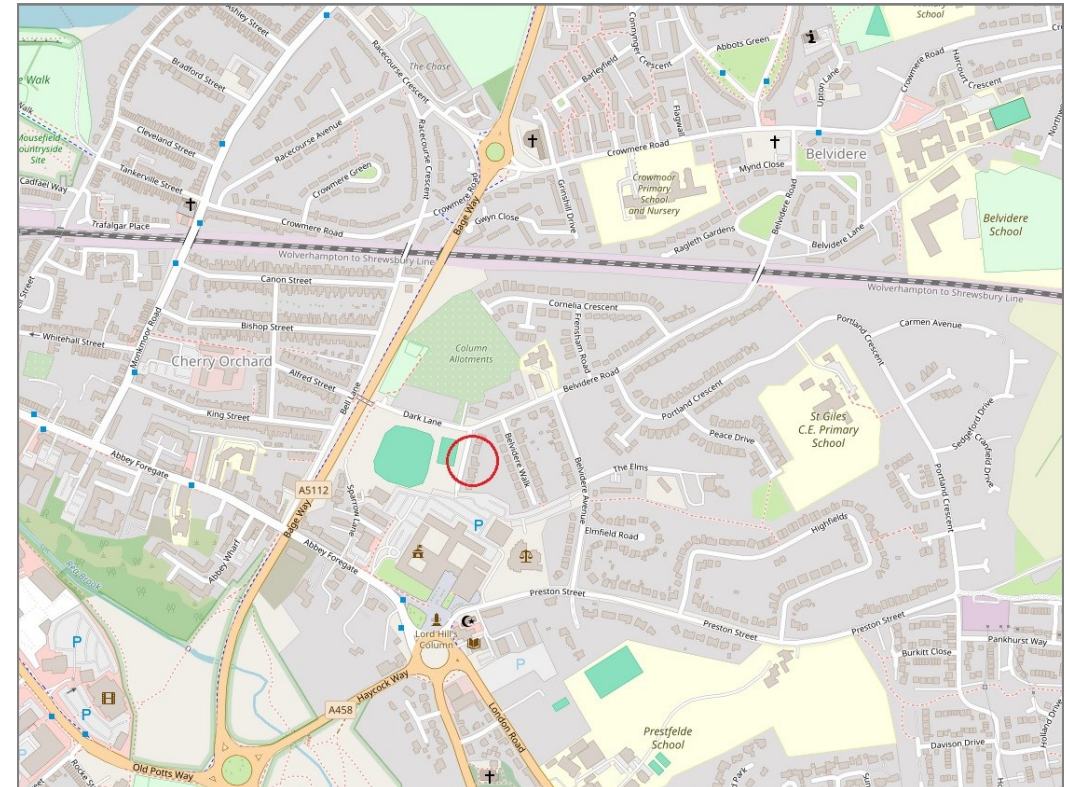 Ashley Street
Bradford Street
Cleveland Street
Tankerville Street
e Walk
Walk
Mousefield
ountryside
Site
Cadfael Way
Trafalgar Place
Racecourse Crescent
The Chase
Racecourse Avenue
Crowmere Green
Racecourse Crescent
Crowmere Road
Crowmere Road
Bage Way
Gwyn Close
Grinshill Drive
Connynger Crescent
Barleyfield
Flagwall
Abbots Green
Crowmere Road
Crowmoor
Primary
School
and Nursery
Upton Lane
Mynd Close
Belvidere
Belvidere Road
Ragleth Gardens
Belvidere Lane
School
Crowmere Road
Harcourt Crescent
Belvidere
School
Wolverhampton to Shrewsbury Line
Wolverhampton to Shrewsbury Line
Canon Street
Bishop Street
Whitehall Street
Monkmoor Road
Cherry Orchard
Alfred Street
King Street
Bell Lane
Abbey Foregate
Column
Allotments
Dark Lane
Cornelia Crescent
Frensham Road
Belvidere Road
Portland Crescent
Peace Drive
Portland Crescent
Carmen Avenue
St Giles
C.E. Primary
School
Sedgeford Drive
Cranfield Drive
Portland Crescent
Belvidere Walk
Belvidere Avenue
The Elms
Elmfield Road
Highfields
A5112
Bage Way
Sparrow Lane
Abbey Wharf
Abbey Foregate
Rea Brook
P
Preston Street
Preston Street
Preston Street
Lord Hill's
Column
P
Pankhurst Way
Burkitt Close
Holland Drive
Davison Drive
Haycock Way
A458
London Road
Prestfelde
School
P
P
Old Potts Way